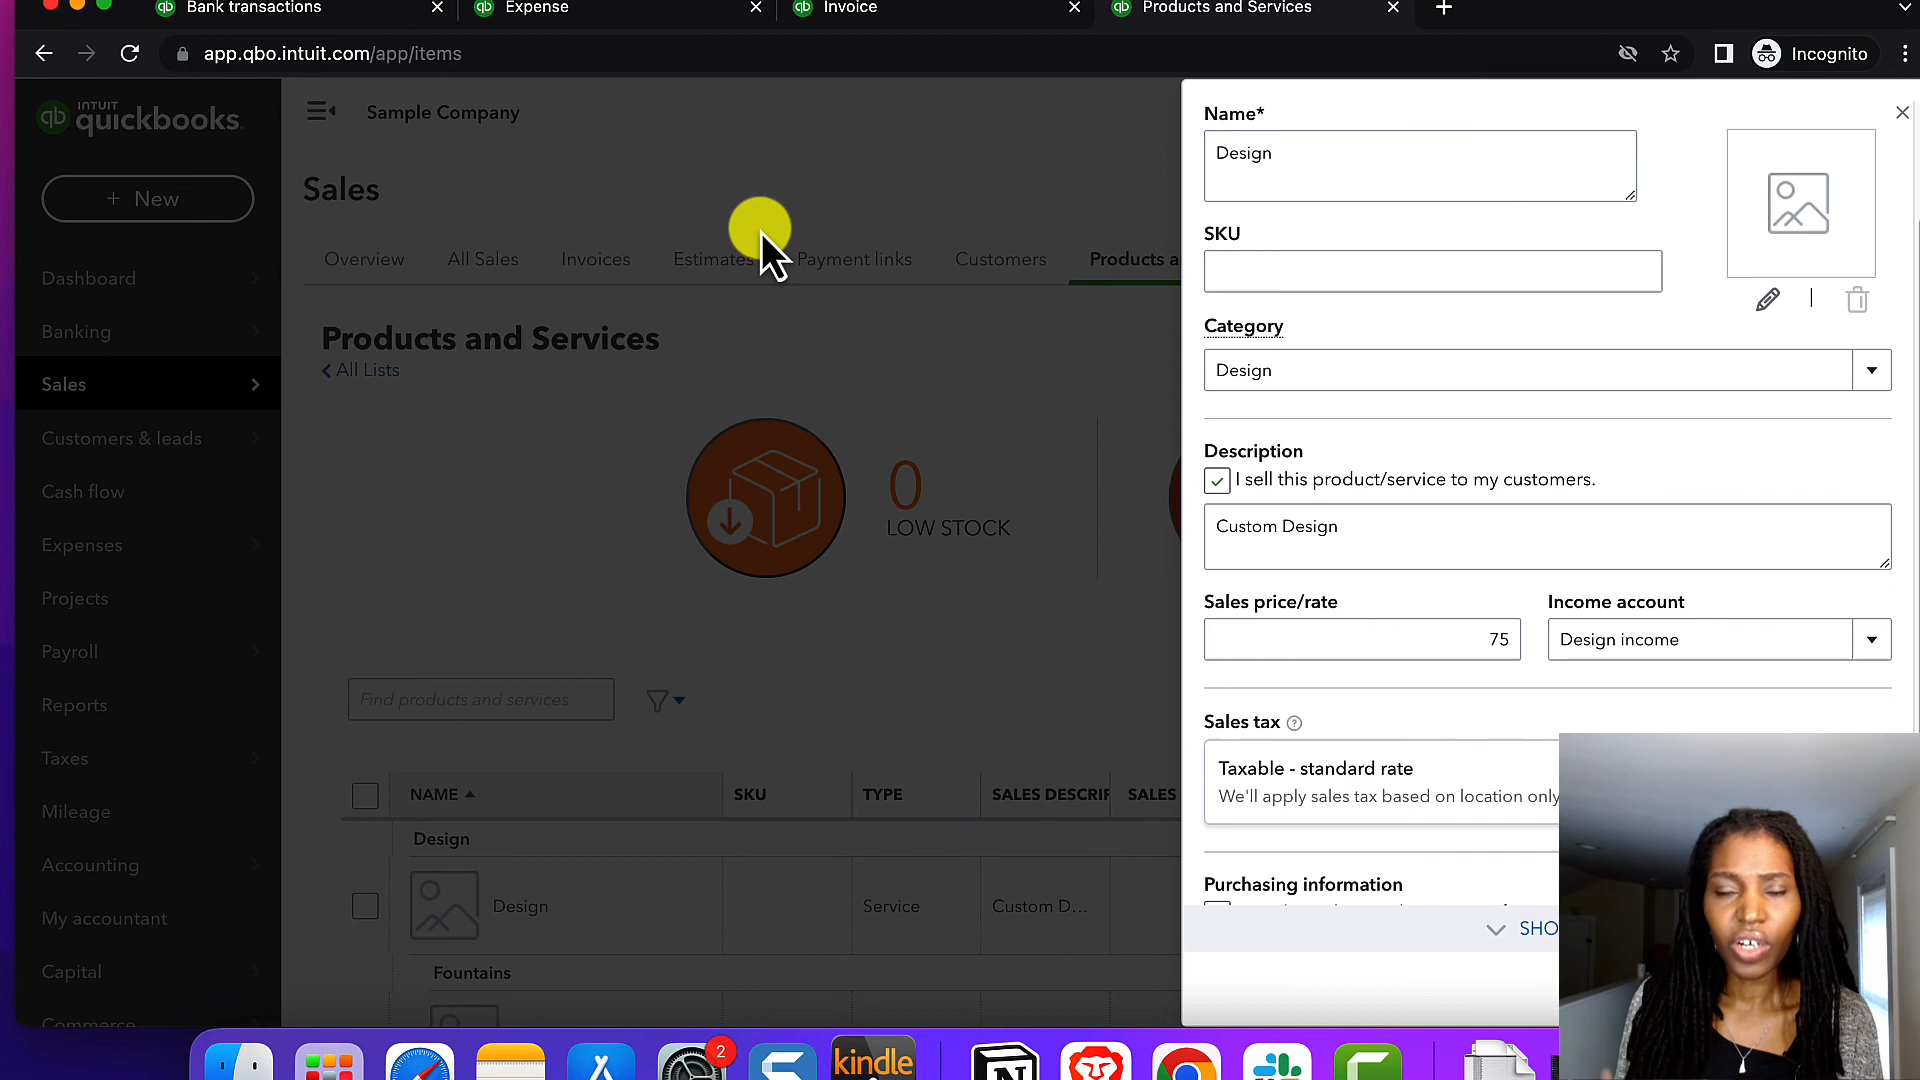 Bank transactions
Expense
Invoice
Products and Services
app.qbo.intuit.com/app/items
Incognito
INTUIT
quickbooks.
Sample Company
+ New
Sales
Overview
All Sales
Invoices
Estimates
Payment links
Customers
Products a
Dashboard
Banking
Sales
Customers & leads
Cash flow
Expenses
Projects
Payroll
Reports
Taxes
Mileage
Accounting
My accountant
Capital
Commerce
Products and Services
All Lists
0
LOW STOCK
Find products and services
NAME
SKU
TYPE
SALES DESCRIP
SALES
Design
Design
Service
Custom D...
Fountains
Name*
Design
SKU
Category
Design
Description
I sell this product/service to my customers.
Custom Design
Sales price/rate
Income account
75
Design income
Sales tax
Taxable - standard rate
We'll apply sales tax based on location only
Purchasing information
SHO
2
kindle